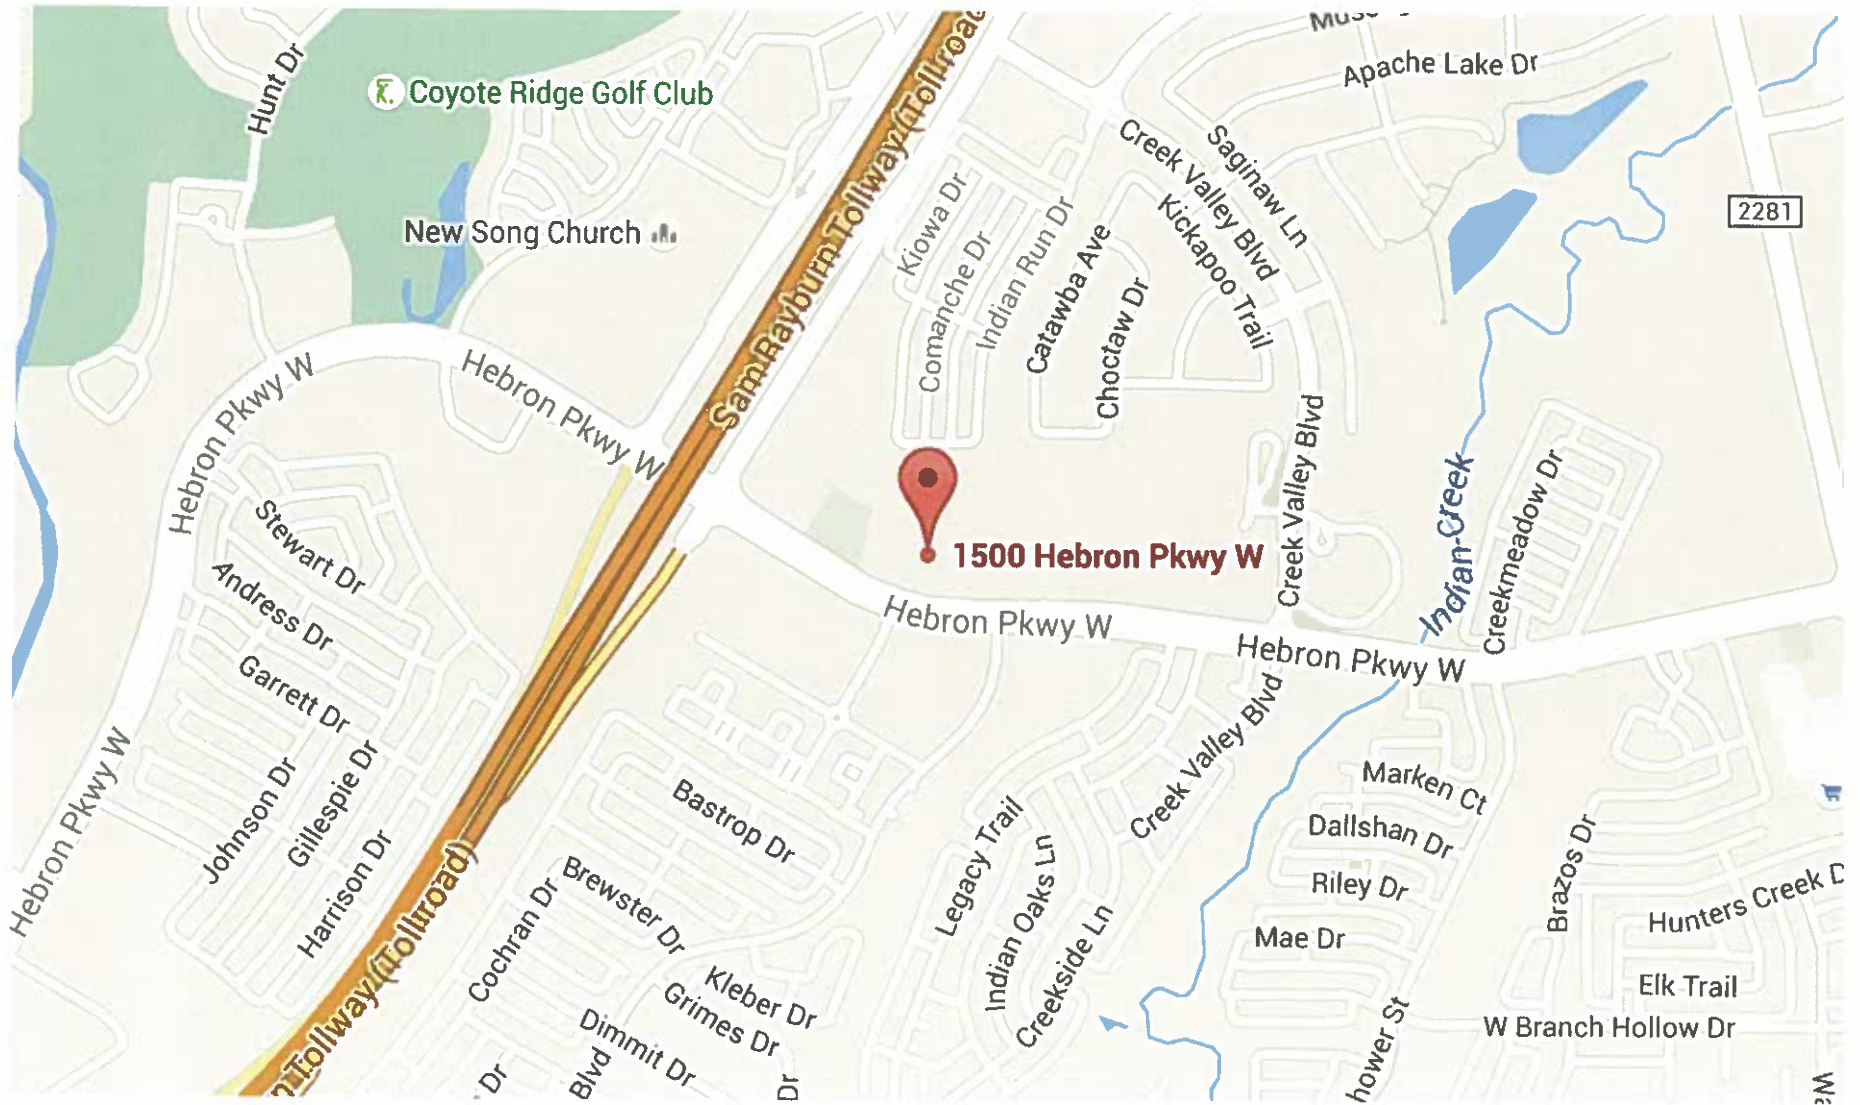 Hunt Dr
Coyote Ridge Golf Club
New Song Church
Sam Rayburn Tollway (Tollroad
Apache Lake Dr
Saginaw Ln
Creek Valley Blvd
Kickapoo Trail
2281
Kiowa Dr
Comanche Dr
Indian Run Dr
Catawba Ave
Choctaw Dr
Hebron Pkwy W
Hebron Pkwy W
Hebron Pkwy W
1500 Hebron Pkwy W
Creek Valley Blvd
Indian Creek
Creekmeadow Dr
Stewart Dr
Andress Dr
Garrett Dr
Johnson Dr
Gillespie Dr
Harrison Dr
Hebron Pkwy W
Hebron Pkwy W
Creek Valley Blvd
Marken Ct
Dallshan Dr
Riley Dr
Mae Dr
Brazos Dr
Hunters Creek D
Elk Trail
W Branch Hollow Dr
hower St
Bastrop Dr
Brewster Dr
Cochran Dr
Kleber Dr
Grimes Dr
Dimmit Dr
Legacy Trail
Indian Oaks Ln
Creekside Ln
n Tollway (Tollroad)
Dr
Blvd
Dr